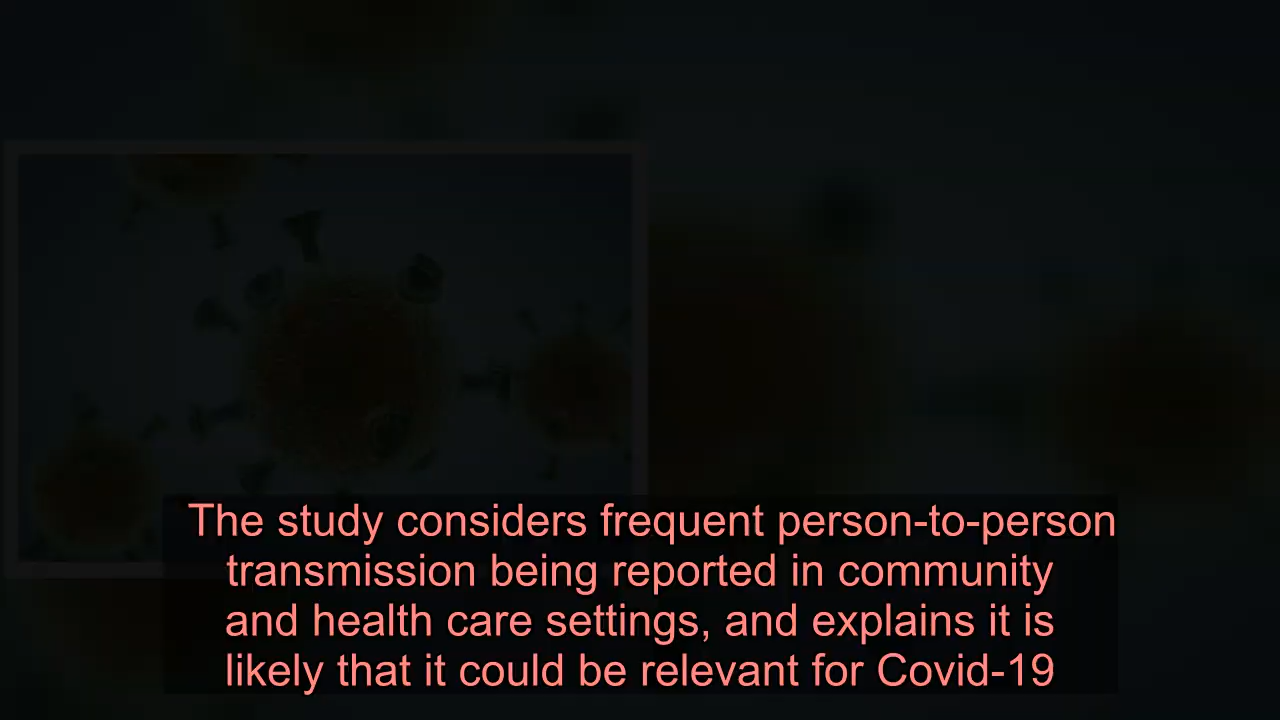 The study considers frequent person-to-person
transmission being reported in community
and health care settings, and explains it is
likely that it could be relevant for Covid-19